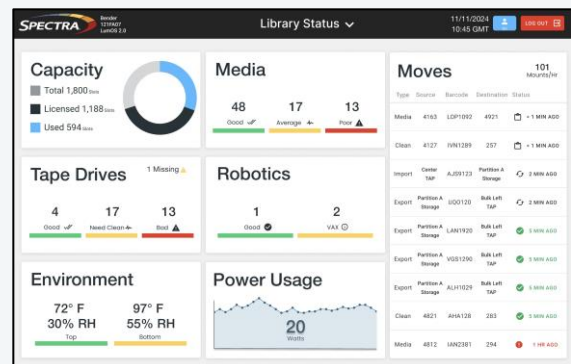 SPECTRA
Bender
121PA07
LumOS 2.0
Library Status
11/11/2024
10:45 GMT
LOG OUT
Capacity
Total 1,800 Slots
Licensed 1,188 Slots
Used 594 Slots
Media
48 17 13
Good Average Poor
Tape Drives 1 Missing
4 17 13
Good Need Clean Bad
Robotics
1 2
Good VAX
Environment
72° F 97° F
30% RH 55% RH
Top Bottom
Power Usage
20
Watts
Moves 101
Mounts/Hr
Type Source Barcode Destination Status
Media 4163 LDP1092 4921 < 1 MIN AGO
Clean 4127 IVN1289 257 < 1 MIN AGO
Import Center TAP AJS9123 Partition A Storage 2 MIN AGO
Export Partition A Storage UQO120 Bulk Left TAP 2 MIN AGO
Export Partition A Storage LAN1920 Bulk Left TAP 3 MIN AGO
Export Partition A Storage VGS1290 Bulk Left TAP 5 MIN AGO
Export Partition A Storage ALH1029 Bulk Left TAP 5 MIN AGO
Clean 4821 AHA128 283 5 MIN AGO
Media 4812 IAN2381 294 1 HR AGO